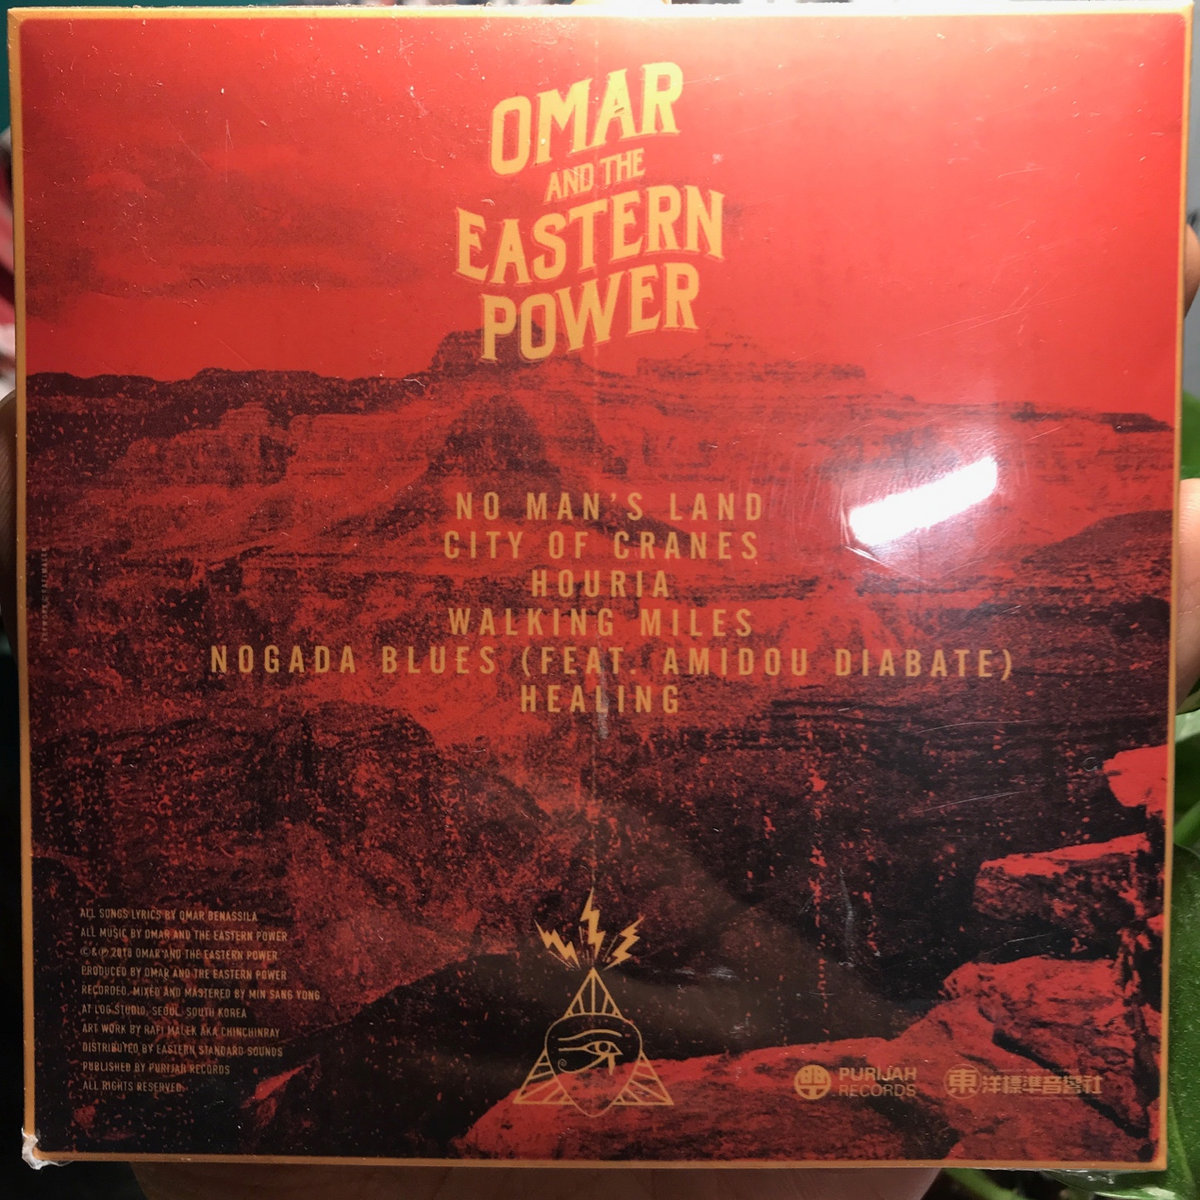 OMAR
AND THE
EASTERN
POWER
NO MAN'S LAND
CITY OF CRANES
HOURIA
WALKING MILES
NOGADA BLUES (FEAT. AMIDOU DIABATE)
HEALING
ALL SONGS LYRICS BY OMAR BENASSILA
ALL MUSIC BY OMAR AND THE EASTERN POWER
©&℗ 2018 OMAR AND THE EASTERN POWER
PRODUCED BY OMAR AND THE EASTERN POWER
RECORDED, MIXED AND MASTERED BY MIN SANG YONG
AT LOG STUDIO, SEOUL, SOUTH KOREA
ART WORK BY RAFI MALEK AKA CHINCHINRAY
DISTRIBUTED BY EASTERN STANDARD SOUNDS
PUBLISHED BY PURIJAH RECORDS
ALL RIGHTS RESERVED.
PURIJAH
RECORDS
東洋標準音響社